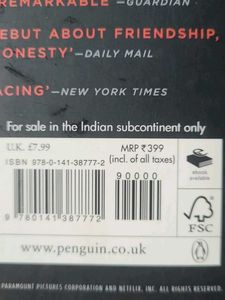 REMARKABLE' —GUARDIAN
DEBUT ABOUT FRIENDSHIP,
HONESTY' —DAILY MAIL
ACING' —NEW YORK TIMES
For sale in the Indian subcontinent only
U.K. £7.99
MRP ₹399
ISBN 978-0-141-38777-2
(incl. of all taxes)
90000
ebook
available
9 780141 387772
FSC
www.penguin.co.uk
PARAMOUNT PICTURES CORPORATION AND NETFLIX, INC. ALL RIGHTS RESERVED.